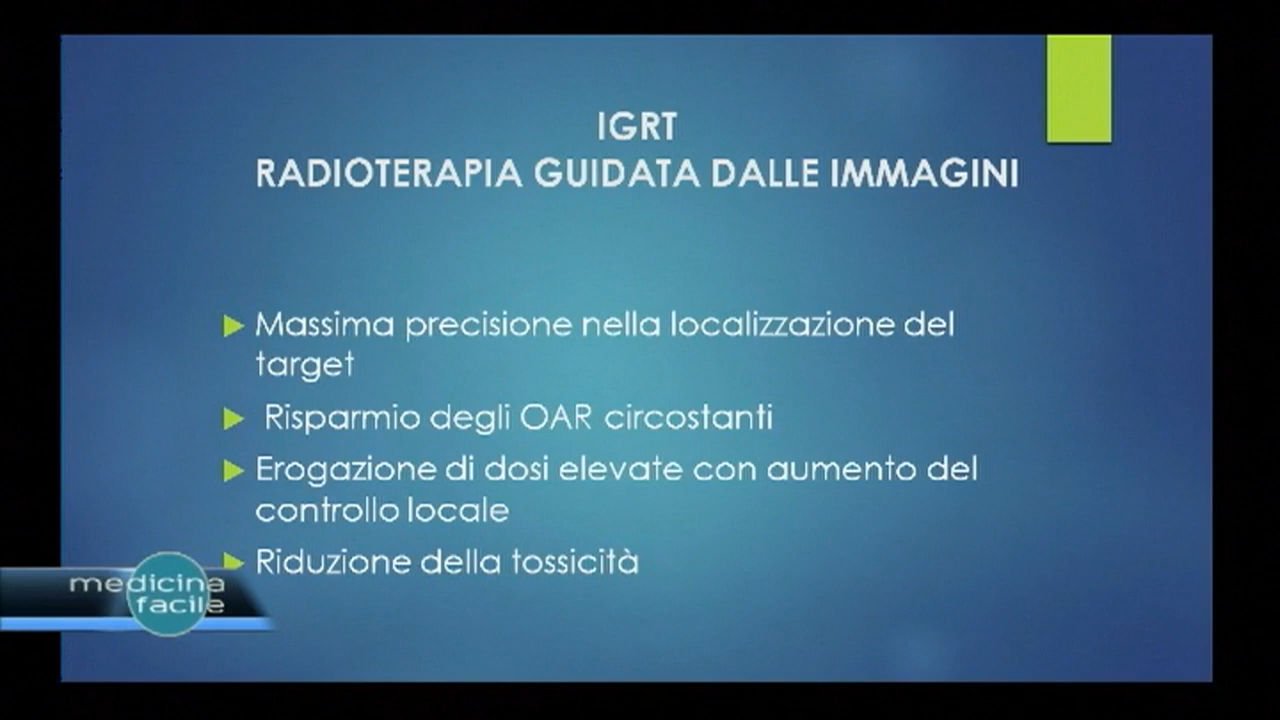 IGRT
RADIOTERAPIA GUIDATA DALLE IMMAGINI
Massima precisione nella localizzazione del
target
Risparmio degli OAR circostanti
Erogazione di dosi elevate con aumento del
controllo locale
Riduzione della tossicità
medicina
facile